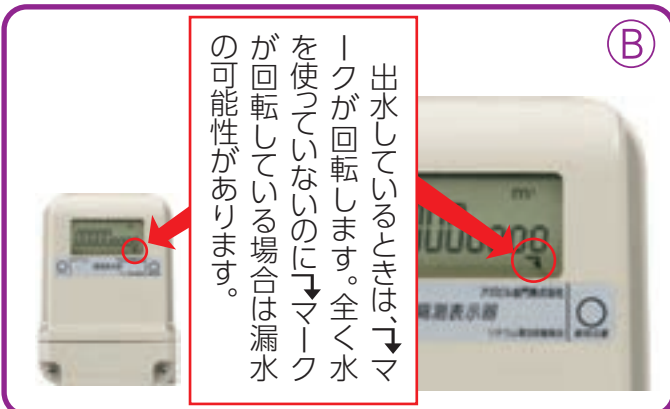 Ⓑ
出水しているときは、⮧マ
ークが回転します。全く水
を使っていないのに⮧マーク
が回転している場合は漏水
の可能性があります。
m³
隔測表示器